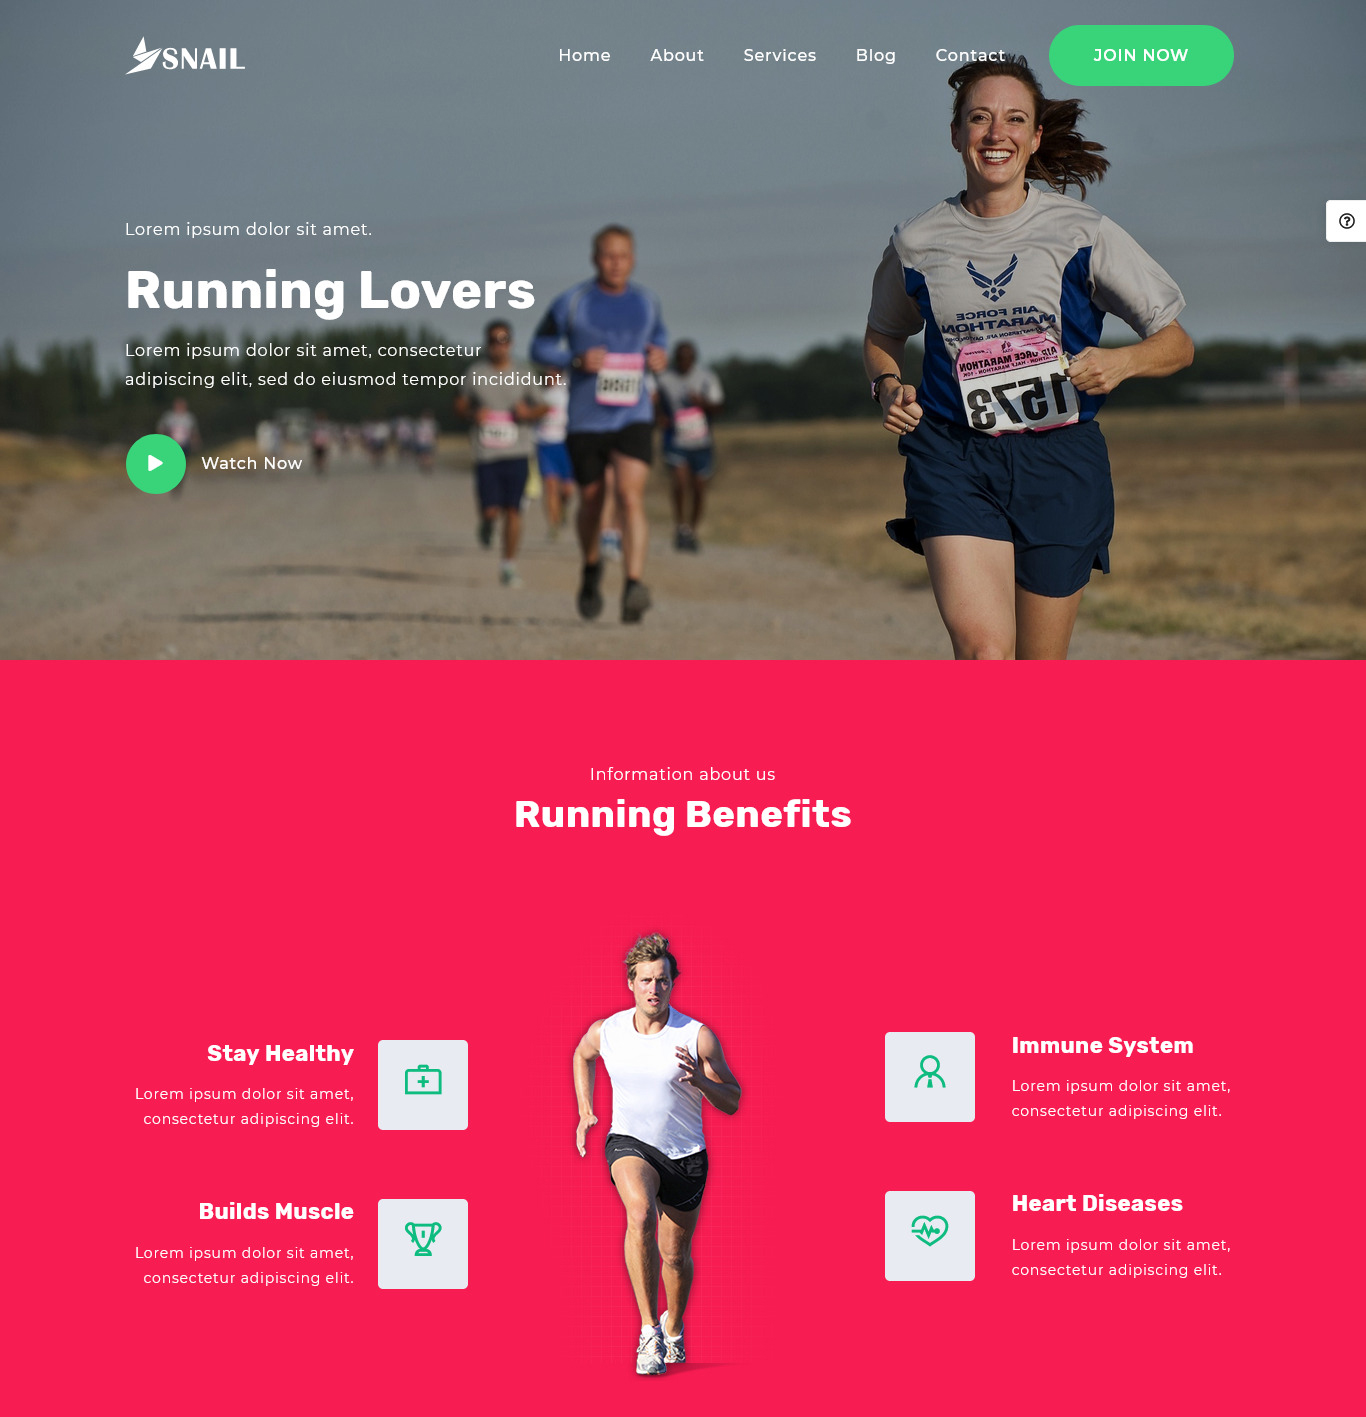 SNAIL
Home About Services Blog Contact JOIN NOW
Lorem ipsum dolor sit amet.
Running Lovers
Lorem ipsum dolor sit amet, consectetur
adipiscing elit, sed do eiusmod tempor incididunt.
Watch Now
AIR FORCE
MARATHON
AIR FORCE MARATHON
1573
Information about us
Running Benefits
Stay Healthy
Lorem ipsum dolor sit amet,
consectetur adipiscing elit.
Builds Muscle
Lorem ipsum dolor sit amet,
consectetur adipiscing elit.
Immune System
Lorem ipsum dolor sit amet,
consectetur adipiscing elit.
Heart Diseases
Lorem ipsum dolor sit amet,
consectetur adipiscing elit.